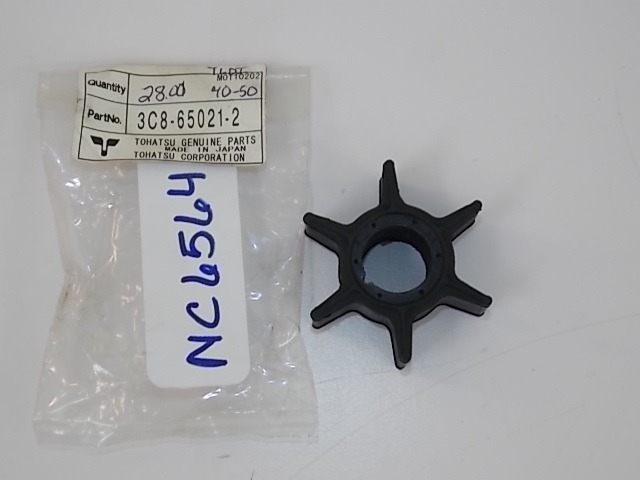 M0110202
Quantity 28.00 40-50
PartNo. 3C8-65021-2
TOHATSU GENUINE PARTS
MADE IN JAPAN
TOHATSU CORPORATION
NC6564